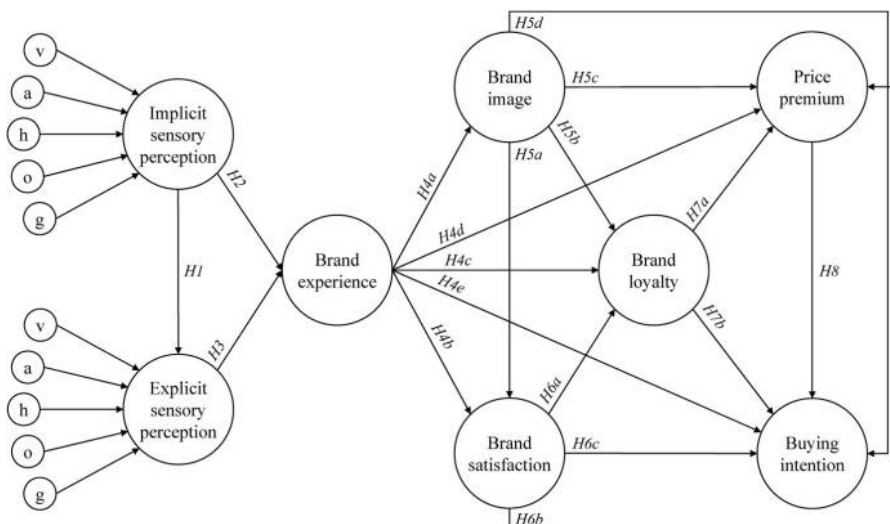 v
a
h
o
g
Implicit
sensory
perception
H1
H2
v
a
h
o
g
Explicit
sensory
perception
H3
Brand
experience
H4a
H4d
H4c
H4e
H4b
H5d
Brand
image
H5c
H5b
H5a
Brand
loyalty
H7a
H7b
H6a
Brand
satisfaction
H6c
H6b
Price
premium
H8
Buying
intention